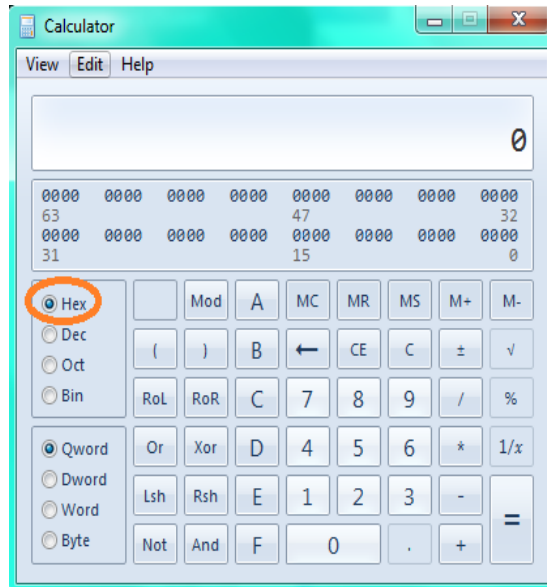 Calculator
View Edit Help
0
0000 0000 0000 0000 0000 0000 0000 0000
63 47 32
0000 0000 0000 0000 0000 0000 0000 0000
31 15 0
Hex Mod A MC MR MS M+ M-
Dec
Oct ( ) B ← CE C ± √
Bin RoL RoR C 7 8 9 / %
Qword Or Xor D 4 5 6 * 1/x
Dword
Word Lsh Rsh E 1 2 3 - =
Byte Not And F 0 . +